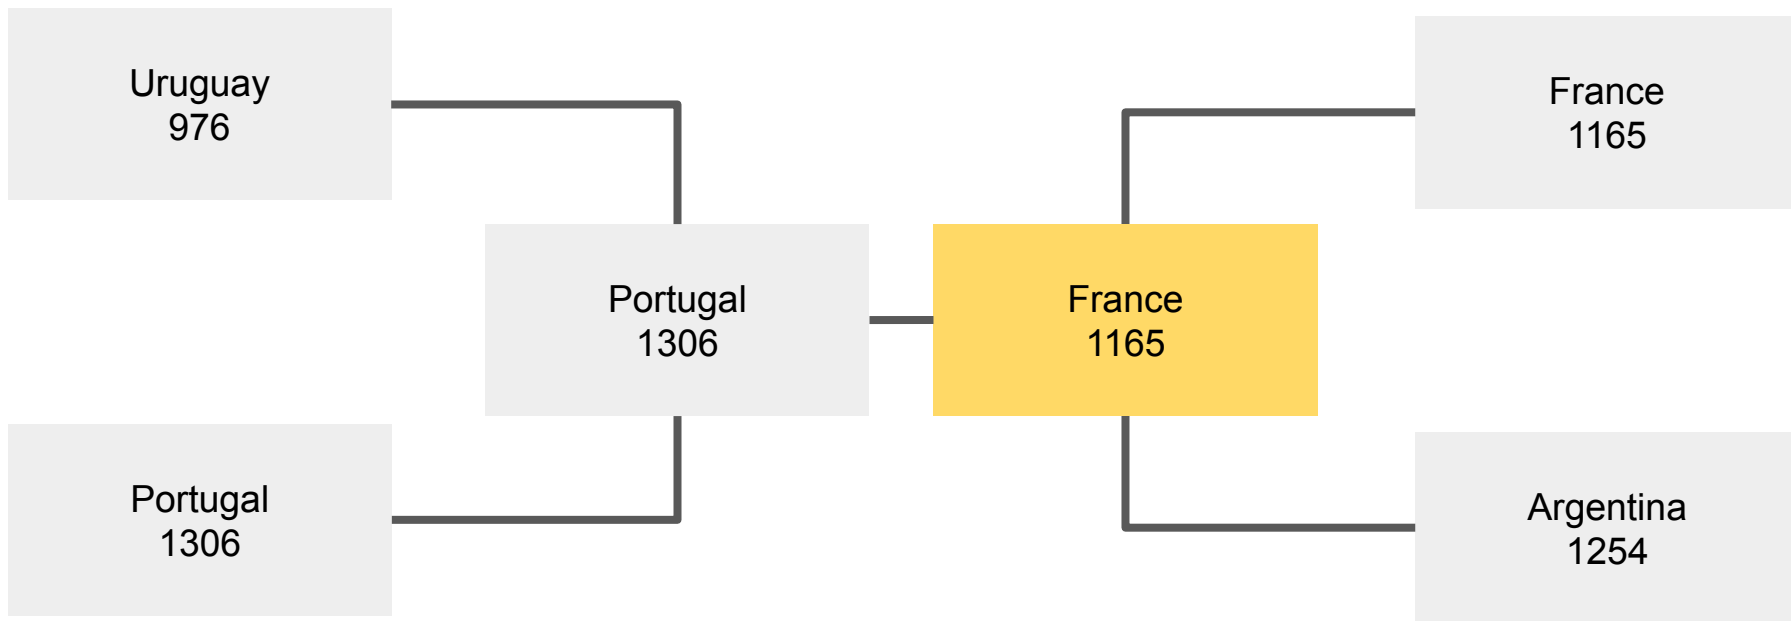 Uruguay
976
France
1165
Portugal
1306
France
1165
Portugal
1306
Argentina
1254